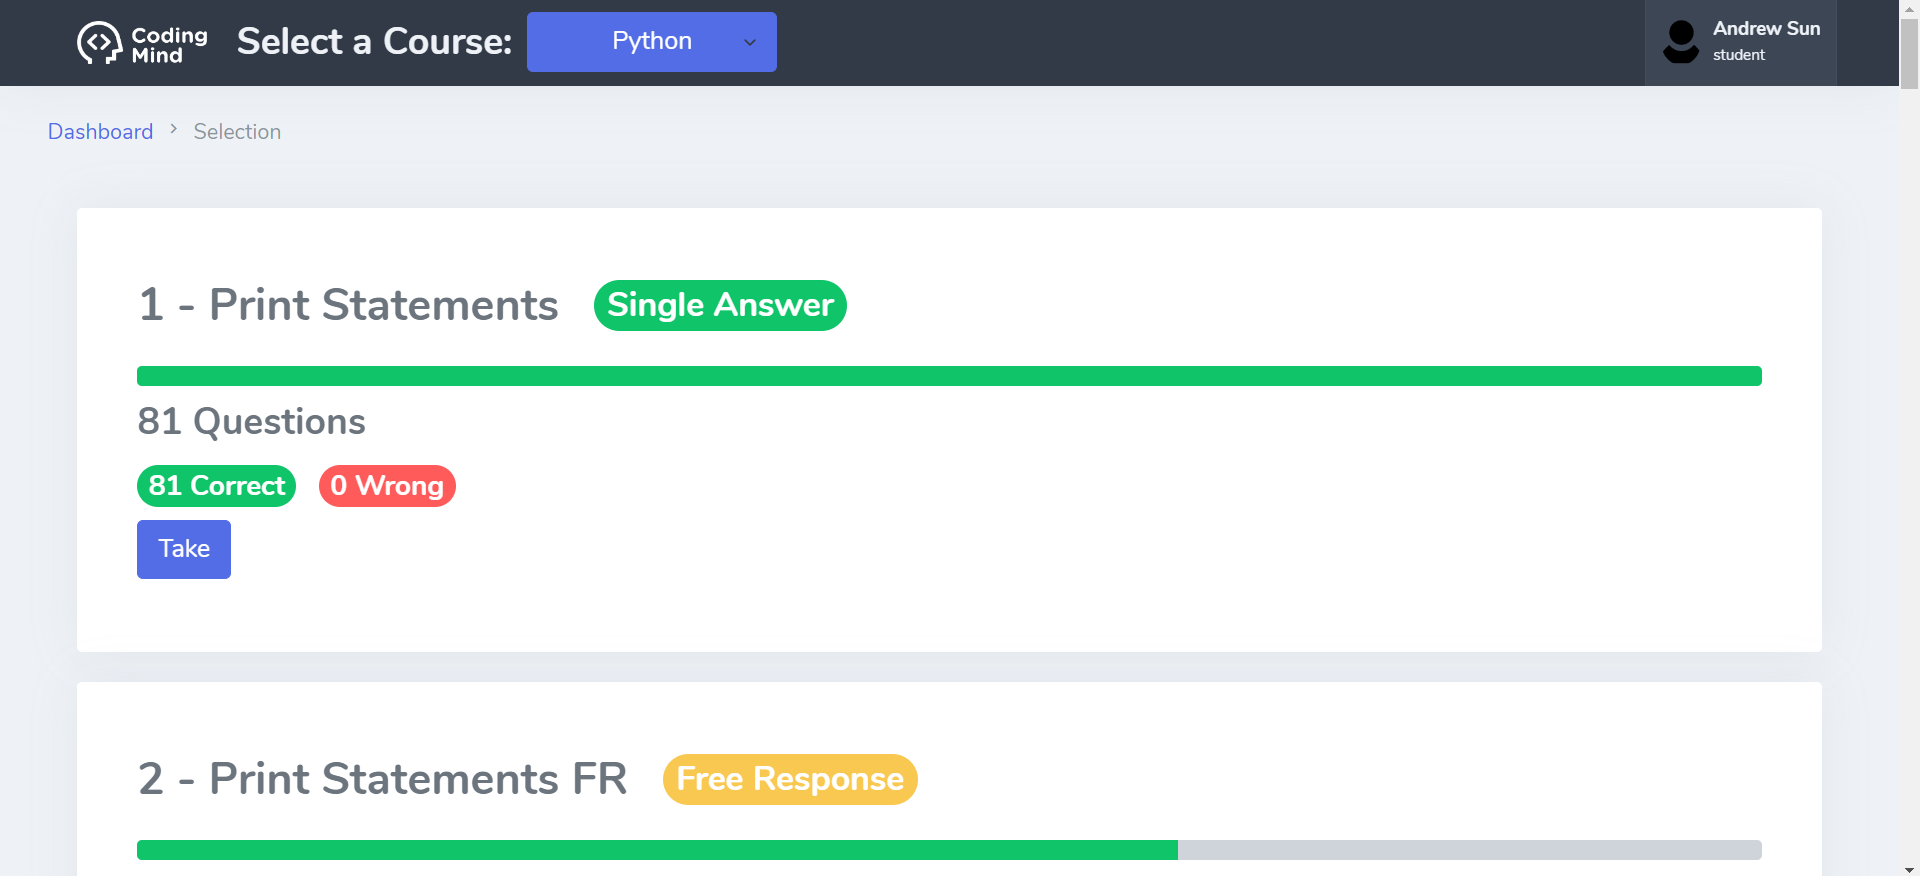 Coding
Mind
Select a Course:
Python
Andrew Sun
student
Dashboard > Selection
1 - Print Statements
Single Answer
81 Questions
81 Correct
0 Wrong
Take
2 - Print Statements FR
Free Response